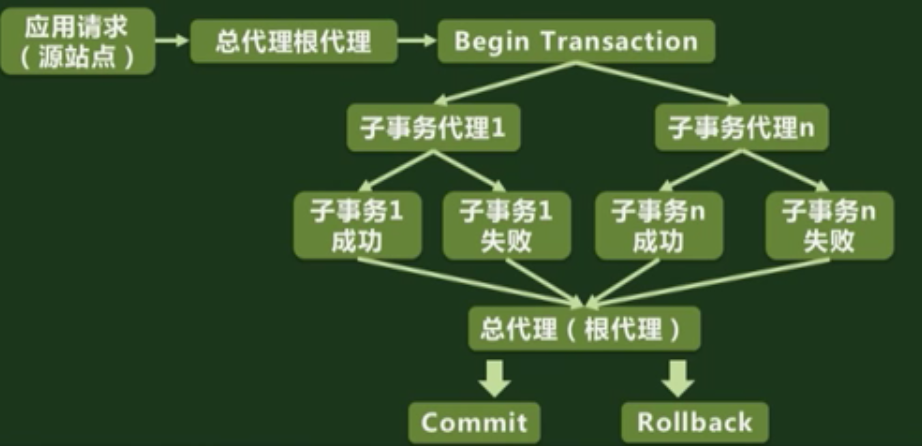 应用请求
（源站点）
总代理根代理
Begin Transaction
子事务代理1
子事务代理n
子事务1
成功
子事务1
失败
子事务n
成功
子事务n
失败
总代理（根代理）
Commit
Rollback